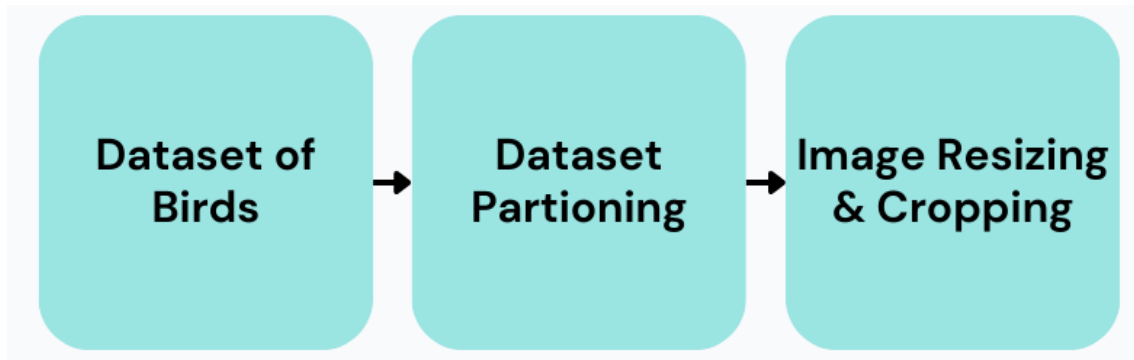 Dataset of
Birds
Dataset
Partioning
Image Resizing
& Cropping